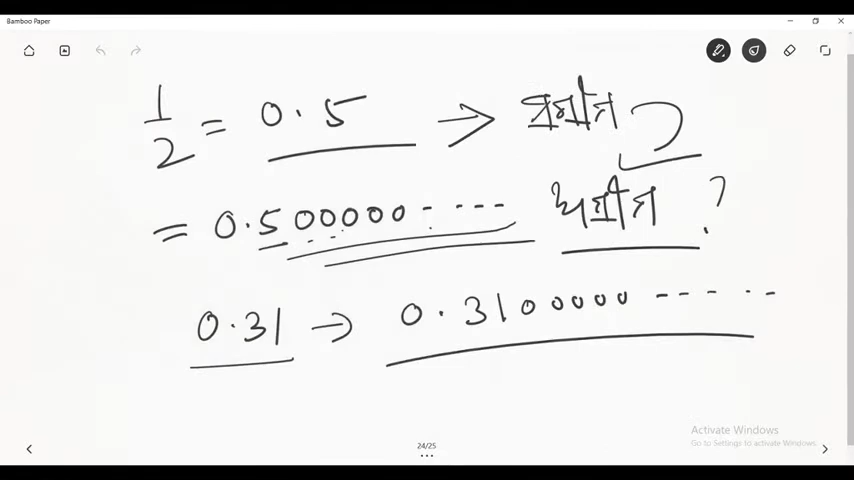 Bamboo Paper
1/2 = 0.5 → সসীম
= 0.500000 ----- অসীম ?
0.31 → 0.3100000 -----
24/25
Activate Windows
Go to Settings to activate Windows.